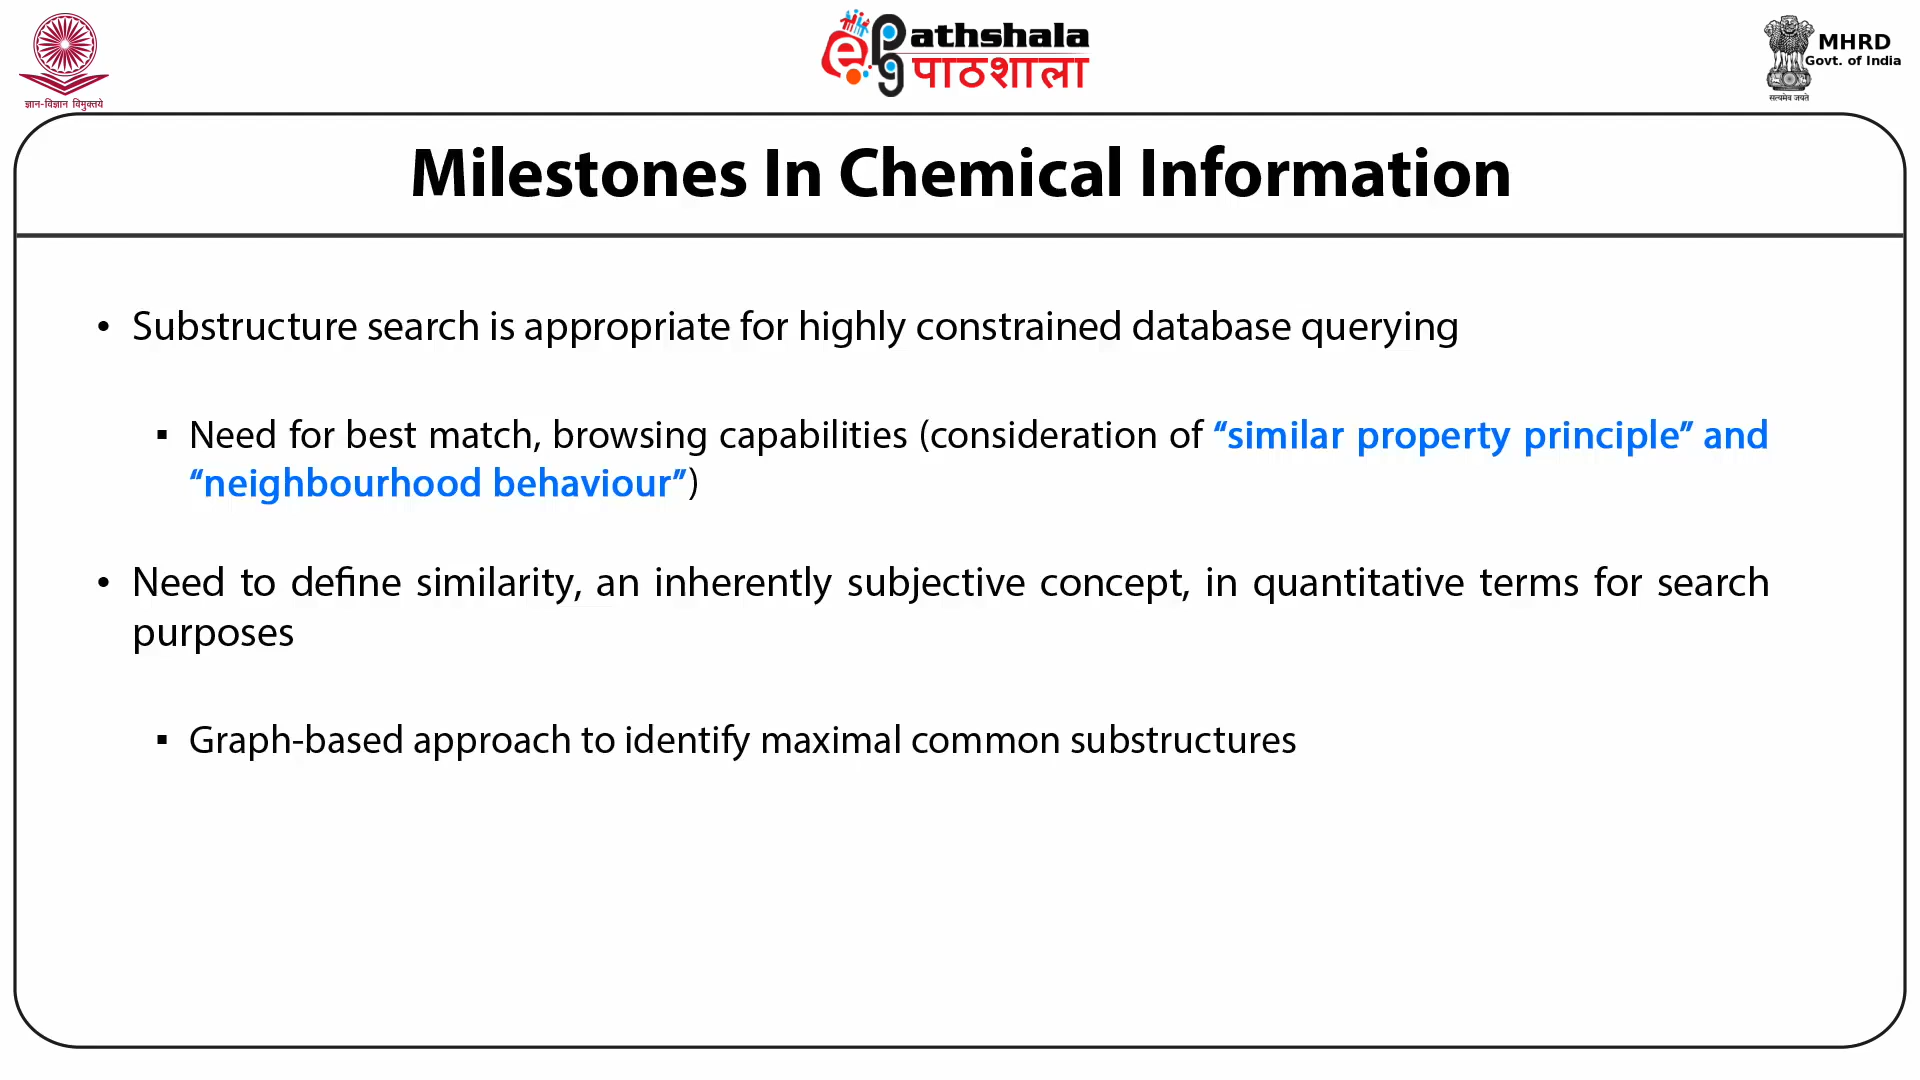 ज्ञान-विज्ञान विमुक्तये
ePathshala
पाठशाला
MHRD
Govt. of India
सत्यमेव जयते
Milestones In Chemical Information
• Substructure search is appropriate for highly constrained database querying
▪ Need for best match, browsing capabilities (consideration of “similar property principle” and
“neighbourhood behaviour”)
• Need to define similarity, an inherently subjective concept, in quantitative terms for search
purposes
▪ Graph-based approach to identify maximal common substructures